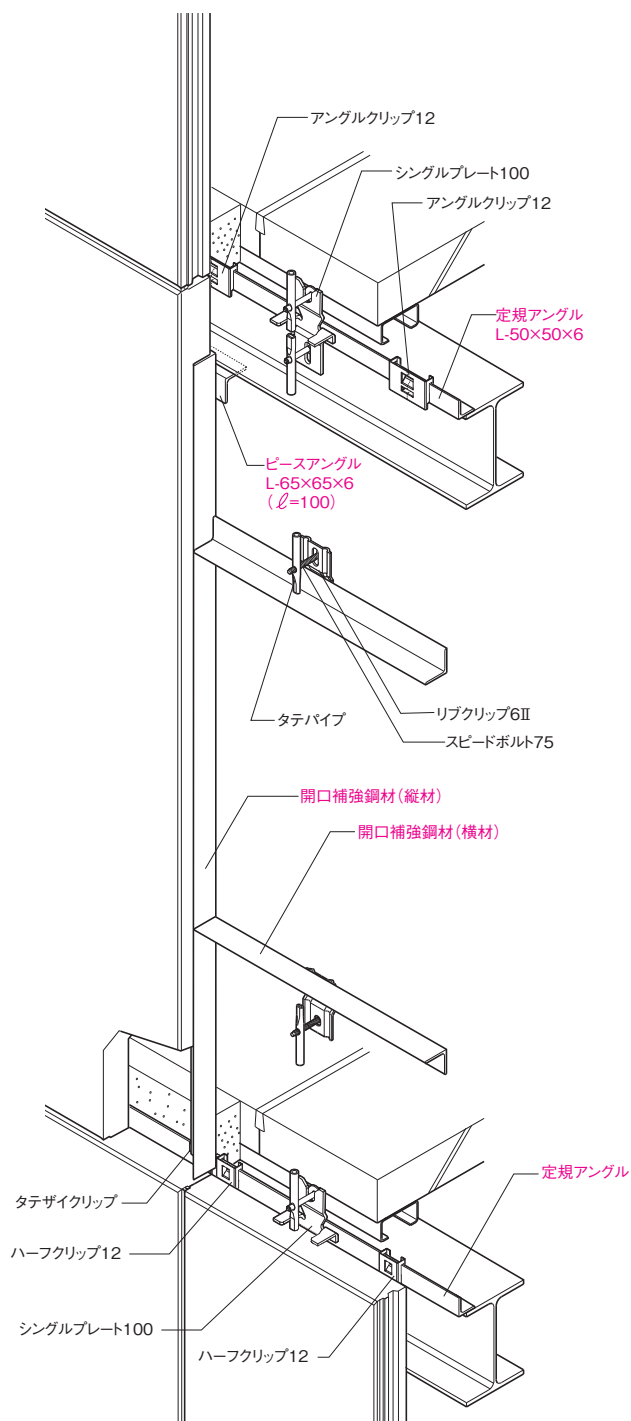 アングルクリップ12
シングルプレート100
アングルクリップ12
定規アングル
L-50×50×6
ピースアングル
L-65×65×6
(ℓ=100)
タテパイプ
リブクリップ6Ⅱ
スピードボルト75
開口補強鋼材(縦材)
開口補強鋼材(横材)
定規アングル
タテザイクリップ
ハーフクリップ12
シングルプレート100
ハーフクリップ12